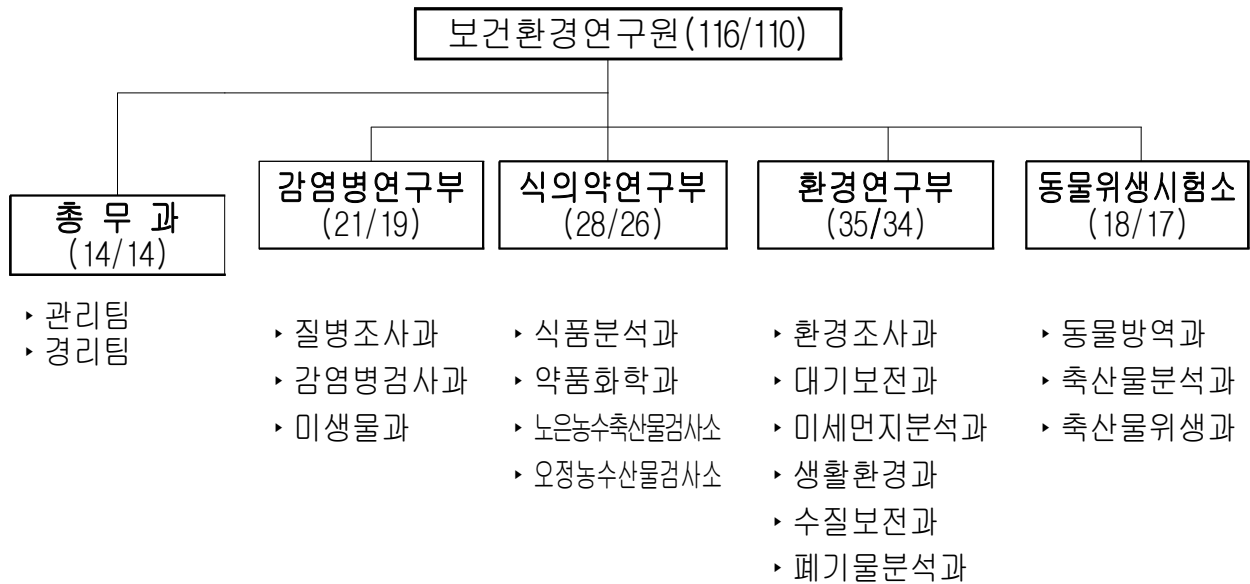 보건환경연구원(116/110)
총 무 과
(14/14)
‣ 관리팀
‣ 경리팀
감염병연구부
(21/19)
‣ 질병조사과
‣ 감염병검사과
‣ 미생물과
식의약연구부
(28/26)
‣ 식품분석과
‣ 약품화학과
‣ 노은농수축산물검사소
‣ 오정농수산물검사소
환경연구부
(35/34)
‣ 환경조사과
‣ 대기보전과
‣ 미세먼지분석과
‣ 생활환경과
‣ 수질보전과
‣ 폐기물분석과
동물위생시험소
(18/17)
‣ 동물방역과
‣ 축산물분석과
‣ 축산물위생과